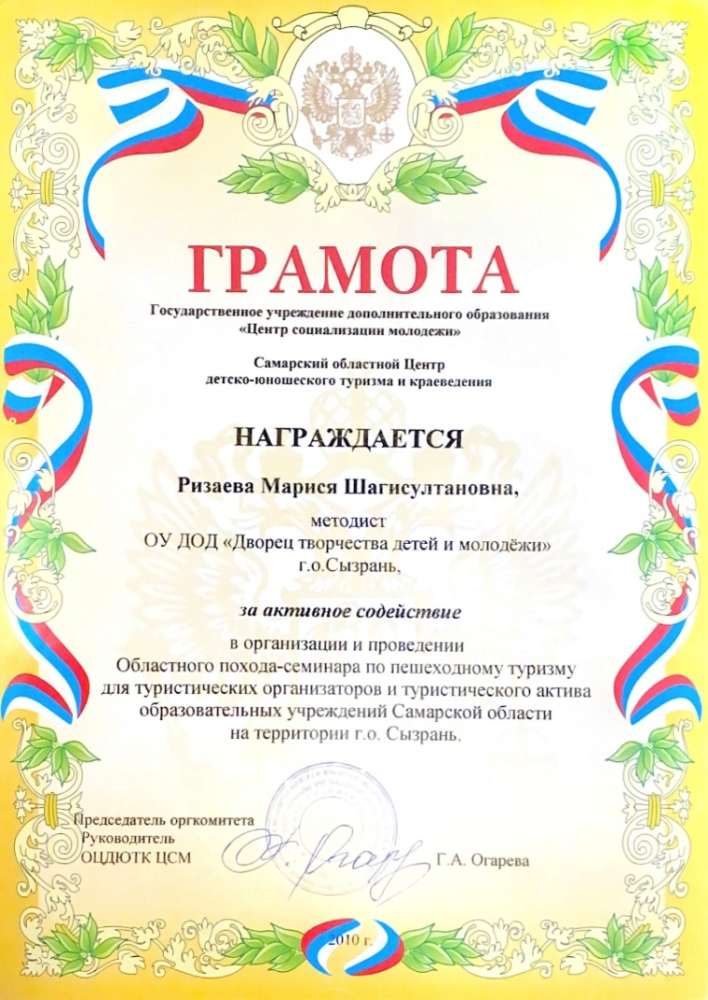 ГРАМОТА
Государственное учреждение дополнительного образования
«Центр социализации молодежи»
Самарский областной Центр
детско-юношеского туризма и краеведения
НАГРАЖДАЕТСЯ
Ризаева Марися Шагисултановна,
методист
ОУ ДОД «Дворец творчества детей и молодёжи»
г.о.Сызрань,
за активное содействие
в организации и проведении
Областного похода-семинара по пешеходному туризму
для туристических организаторов и туристического актива
образовательных учреждений Самарской области
на территории г.о. Сызрань.
Председатель оргкомитета
Руководитель
ОЦДЮТК ЦСМ
Г.А. Огарева
2010 г.